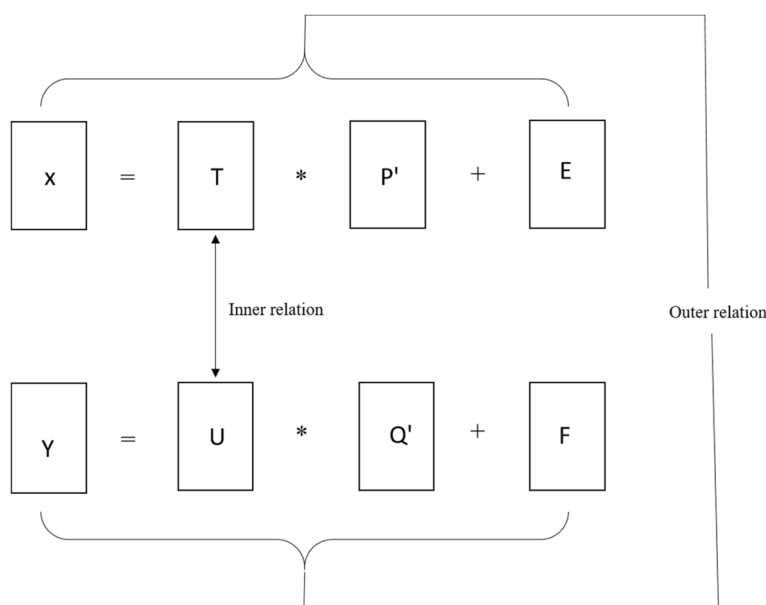 x = T * P' + E
Inner relation
Outer relation
Y = U * Q' + F